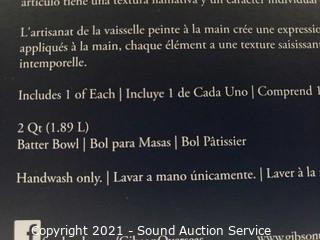 artículo tiene una textura llamativa y un carácter individual
L'artisanat de la vaisselle peinte à la main crée une expressio
appliqués à la main, chaque élément a une texture saisissant
intemporelle.
Includes 1 of Each | Incluye 1 de Cada Uno | Comprend 1
2 Qt (1.89 L)
Batter Bowl | Bol para Masas | Bol Pâtissier
Handwash only. | Lavar a mano únicamente. | Laver à la
Copyright 2021 - Sound Auction Service